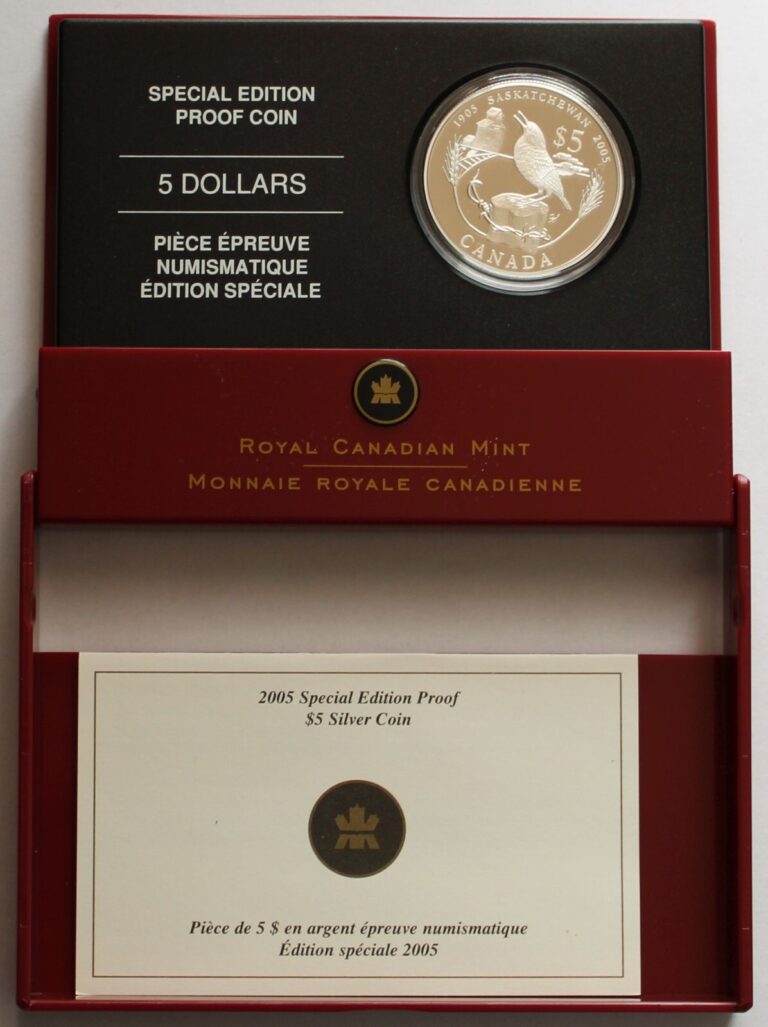 SPECIAL EDITION
PROOF COIN
5 DOLLARS
PIÈCE ÉPREUVE
NUMISMATIQUE
ÉDITION SPÉCIALE
1905 SASKATCHEWAN 2005
$5
CANADA
ROYAL CANADIAN MINT
MONNAIE ROYALE CANADIENNE
2005 Special Edition Proof
$5 Silver Coin
Pièce de 5 $ en argent épreuve numismatique
Édition spéciale 2005